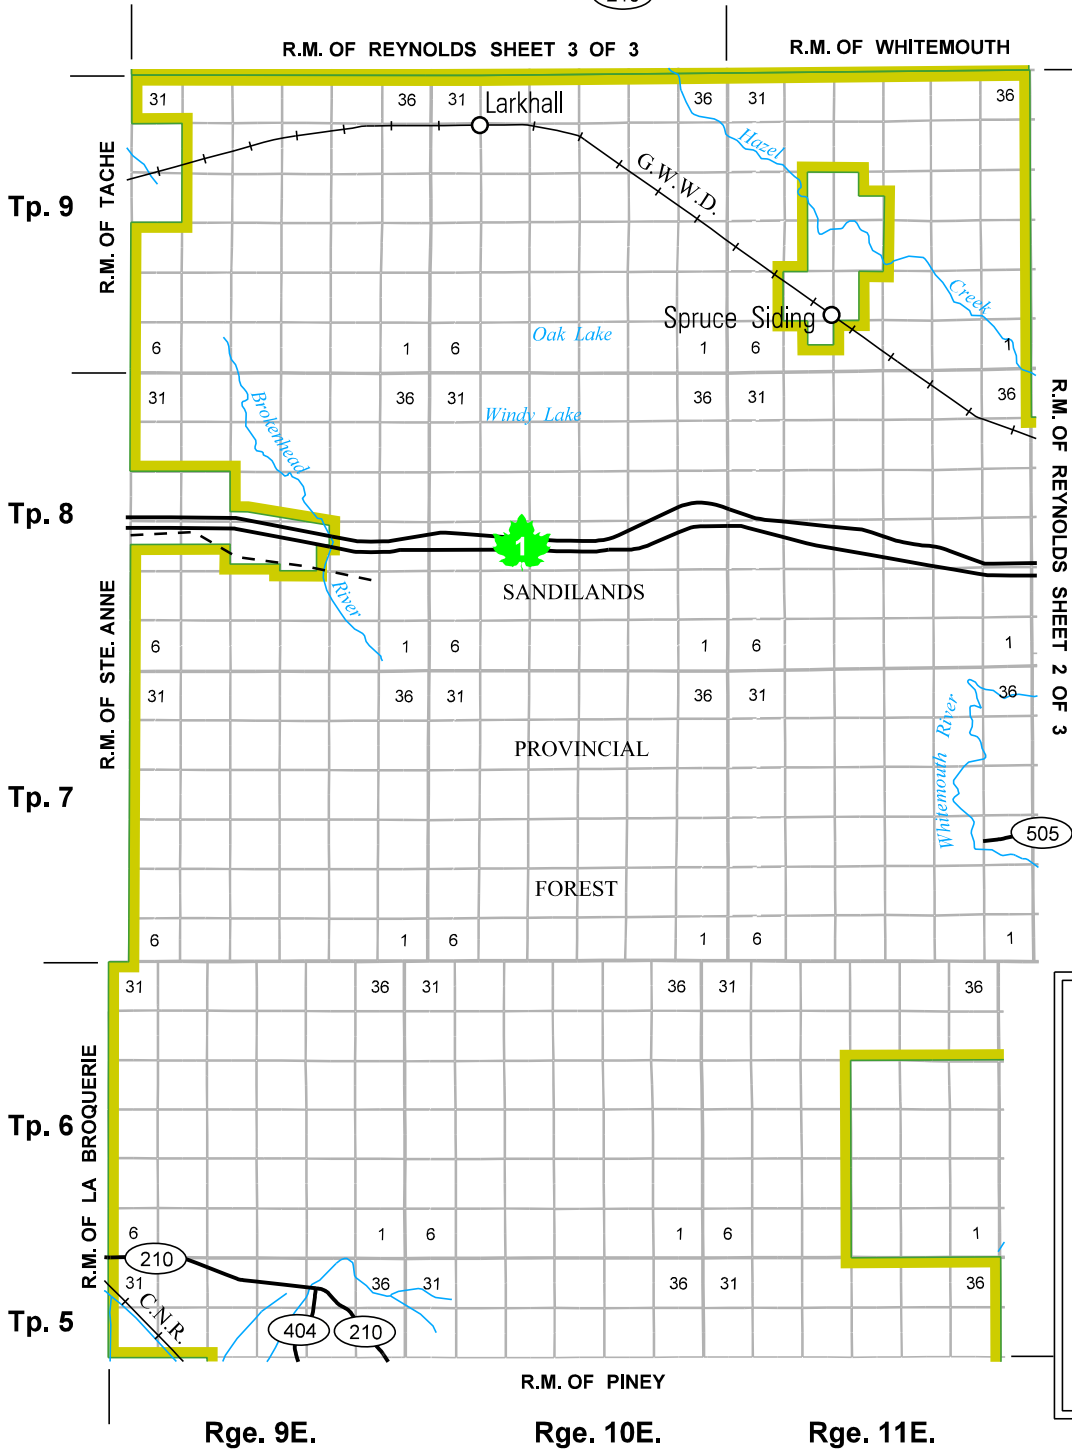 R.M. OF REYNOLDS SHEET 3 OF 3
R.M. OF WHITEMOUTH
31 36 31 Larkhall 36 31 36
Hazel
G.W.W.D.
Tp. 9
R.M. OF TACHE
Creek
Spruce Siding
Oak Lake
6 1 6 1 6 1
31 36 31 36 31 36
Windy Lake
Brokenhead
R.M. OF REYNOLDS SHEET 2 OF 3
Tp. 8
1
SANDILANDS
River
R.M. OF STE. ANNE
6 1 6 1 6 1
31 36 31 36 31 36
Whitemouth River
PROVINCIAL
Tp. 7
505
FOREST
6 1 6 1 6 1
31 36 31 36 31 36
R.M. OF LA BROQUERIE
Tp. 6
6 1 6 1 6 1
210
31 36 31 36 31 36
C.N.R.
Tp. 5
404 210
R.M. OF PINEY
Rge. 9E. Rge. 10E. Rge. 11E.